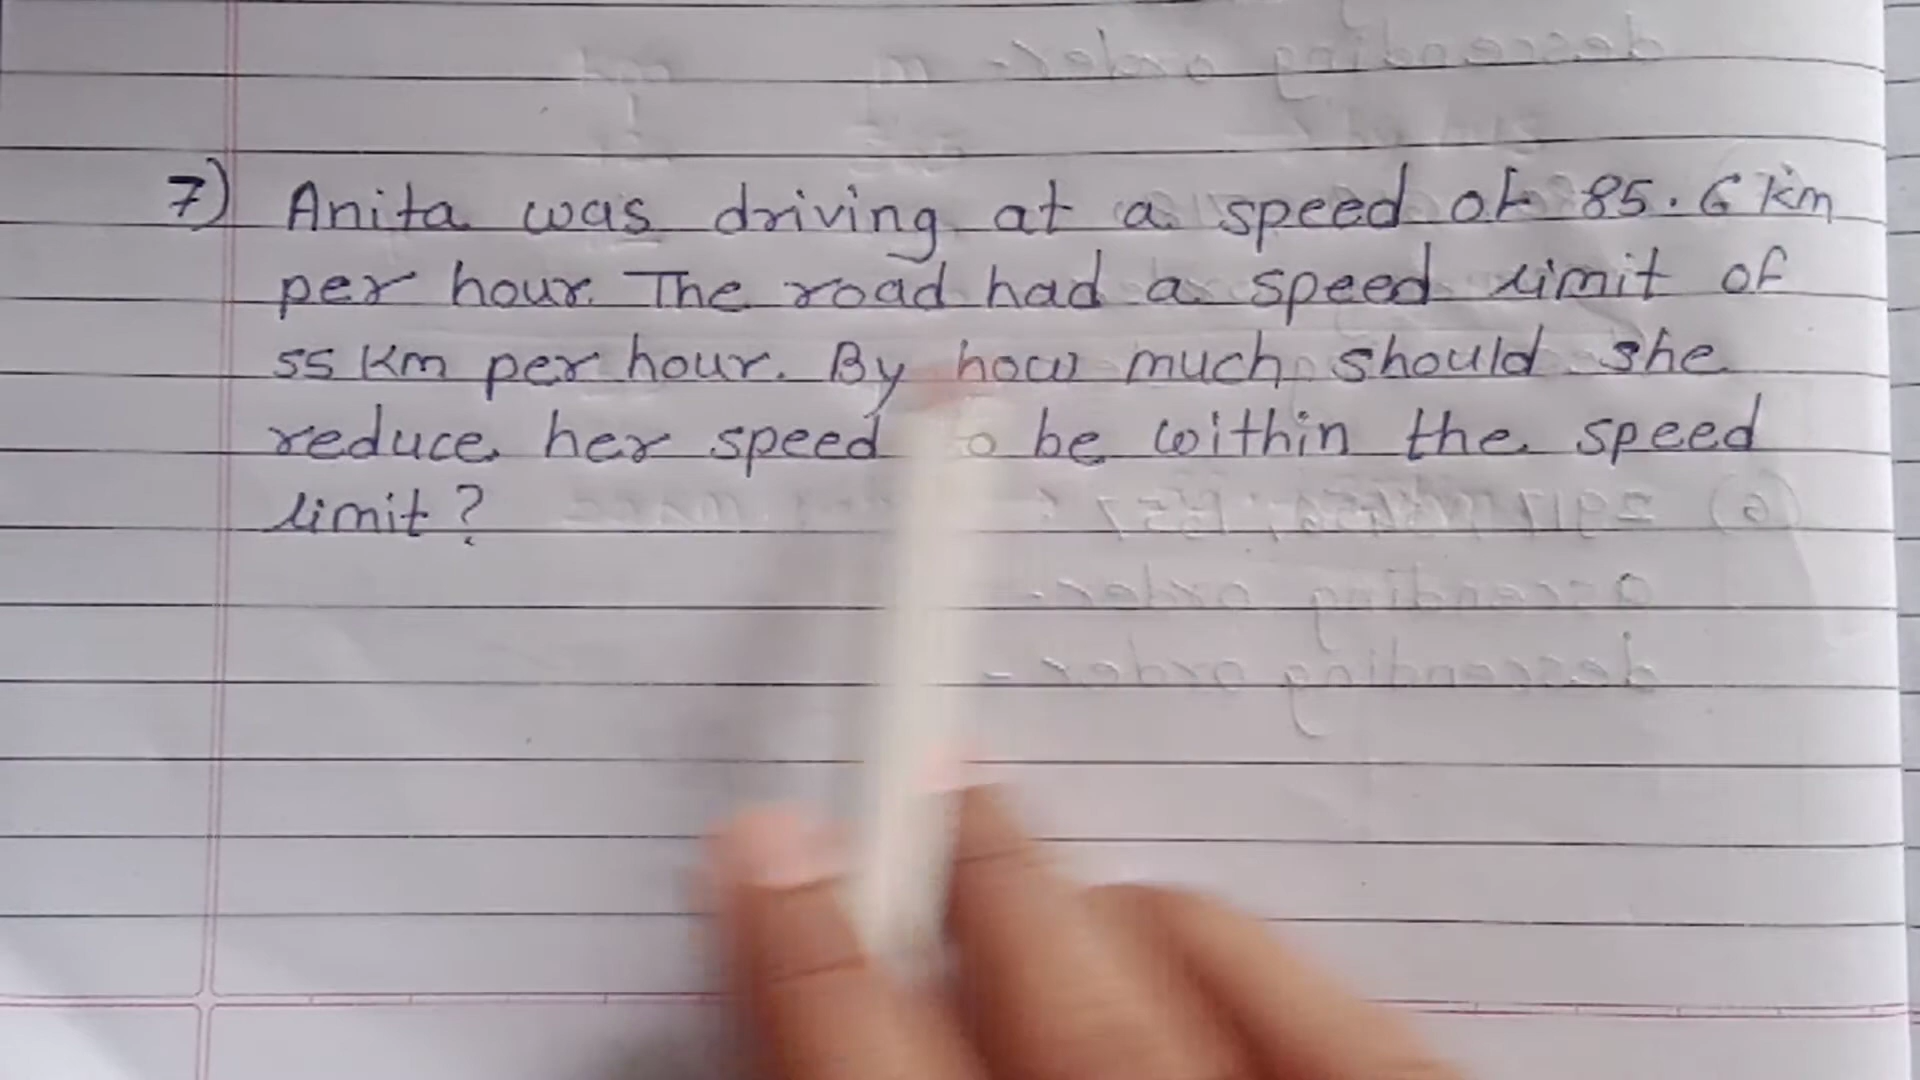 7) Anita was driving at a speed of 85.6 km
per hour. The road had a speed limit of
55 km per hour. By how much should she
reduce her speed to be within the speed
limit?